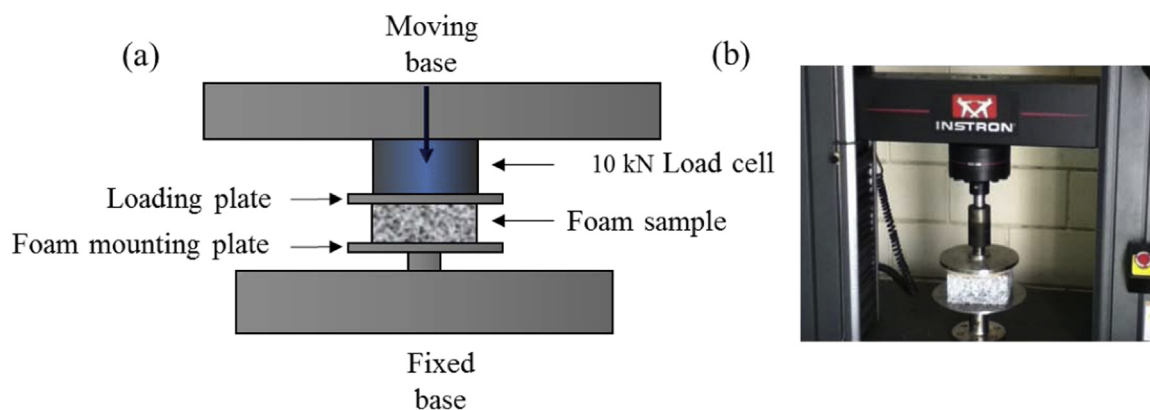 (a)
Moving
base
(b)
10 kN Load cell
Loading plate
Foam sample
Foam mounting plate
Fixed
base
INSTRON